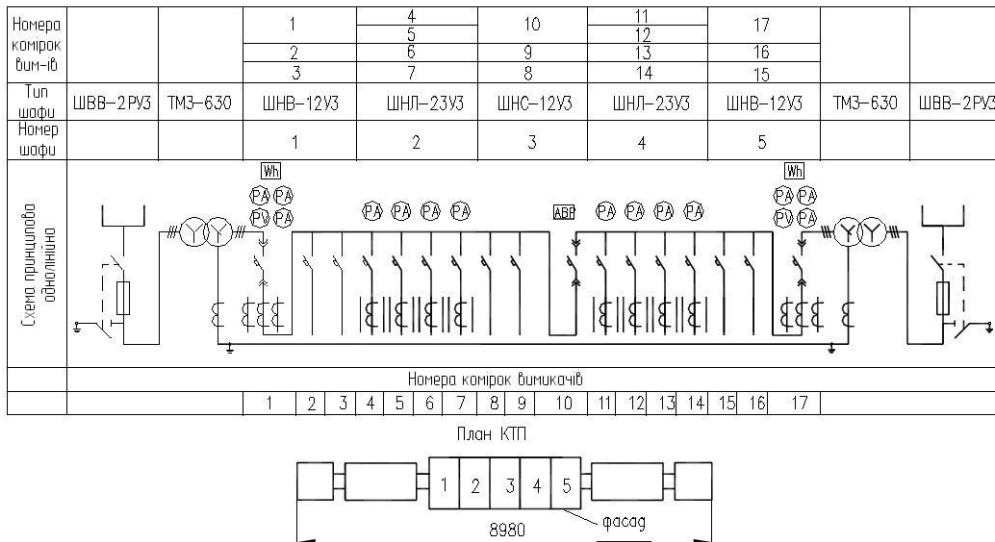 Номера комірок вим-ів
1 4 10 11 17
5 12
2 6 9 13 16
3 7 8 14 15
Тип шафи ШВВ-2РУЗ ТМЗ-630 ШНВ-12УЗ ШНЛ-23УЗ ШНС-12УЗ ШНЛ-23УЗ ШНВ-12УЗ ТМЗ-630 ШВВ-2РУЗ
Номер шафи 1 2 3 4 5
Схема принципова однолінійна
Wh Wh
PA PA PA PA
PV PA PA PA PA PA АВР PA PA PA PA PV PA
Номера комірок вимикачів
1 2 3 4 5 6 7 8 9 10 11 12 13 14 15 16 17
План КТП
1 2 3 4 5
фасад
8980